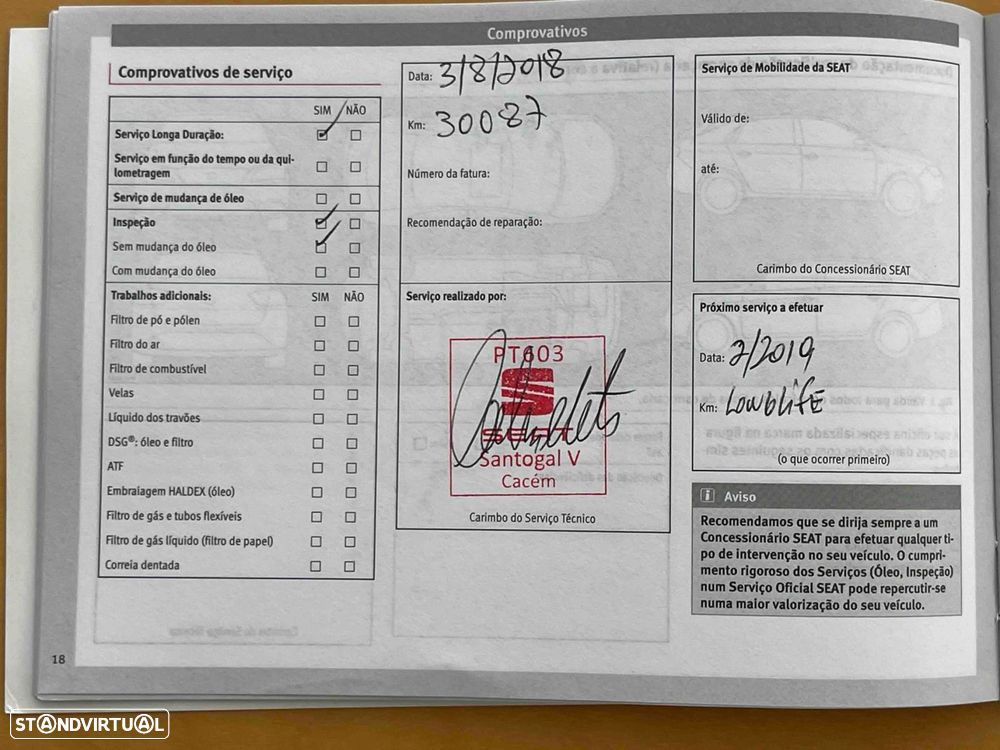 Comprovativos
Comprovativos de serviço
SIM NÃO
Serviço Longa Duração:
Serviço em função do tempo ou da qui-
lometragem
Serviço de mudança de óleo
Inspeção
Sem mudança do óleo
Com mudança do óleo
Trabalhos adicionais: SIM NÃO
Filtro de pó e pólen
Filtro do ar
Filtro de combustível
Velas
Líquido dos travões
DSG®: óleo e filtro
ATF
Embraiagem HALDEX (óleo)
Filtro de gás e tubos flexíveis
Filtro de gás líquido (filtro de papel)
Correia dentada
18
Data: 3/8/2018
Km: 30087
Número da fatura:
Recomendação de reparação:
Serviço realizado por:
PT603
SEAT
Santogal V
Cacém
Carimbo do Serviço Técnico
Serviço de Mobilidade da SEAT
Válido de:
até:
Carimbo do Concessionário SEAT
Próximo serviço a efetuar
Data: 2/2019
Km: Longlife
(o que ocorrer primeiro)
i Aviso
Recomendamos que se dirija sempre a um
Concessionário SEAT para efetuar qualquer ti-
po de intervenção no seu veículo. O cumpri-
mento rigoroso dos Serviços (Óleo, Inspeção)
num Serviço Oficial SEAT pode repercutir-se
numa maior valorização do seu veículo.
STANDVIRTUAL